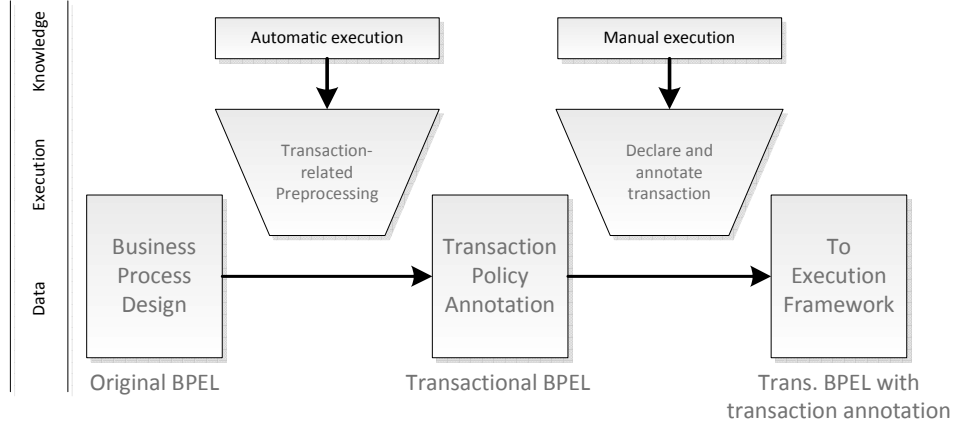 Knowledge
Automatic execution
Manual execution
Execution
Transaction-
related
Preprocessing
Declare and
annotate
transaction
Data
Business
Process
Design
Transaction
Policy
Annotation
To
Execution
Framework
Original BPEL
Transactional BPEL
Trans. BPEL with
transaction annotation